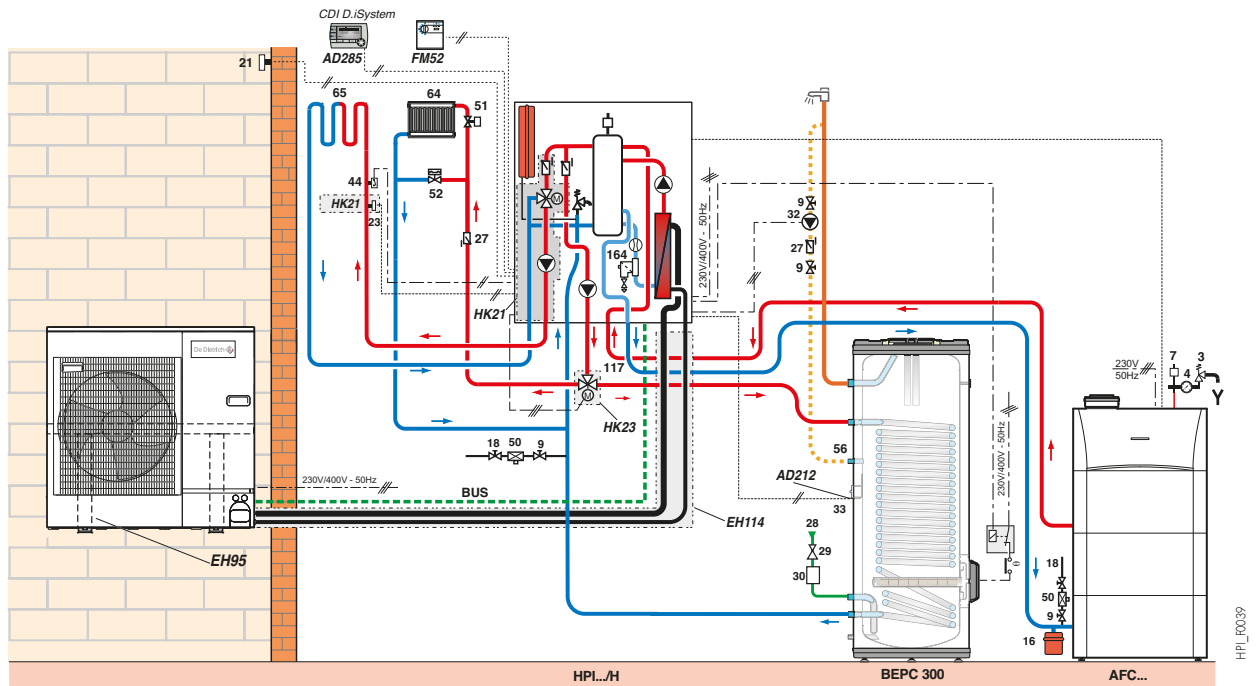 CDI D.iSystem
AD285
FM52
21
65
64
51
44
HK21
23
52
27
164
HK21
230V/400V - 50Hz
9
32
27
9
117
M
M
HK23
230V
50Hz
7
4
3
De Dietrich
18
50
9
230V/400V - 50Hz
BUS
EH114
EH95
56
AD212
33
28
29
30
230V/400V - 50Hz
θ
18
50
9
16
HPI_F0039
HPI.../H
BEPC 300
AFC...